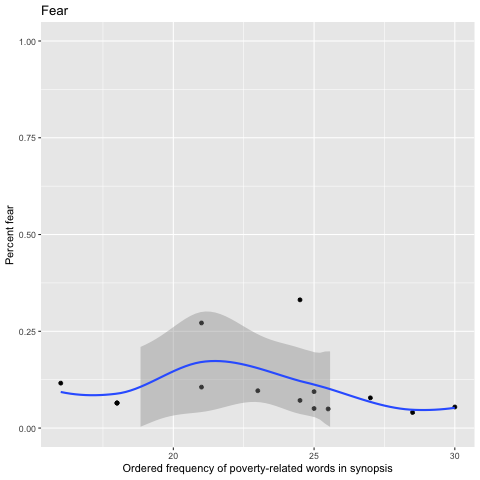 Fear
1.00
0.75
0.50
0.25
0.00
Percent fear
20
25
30
Ordered frequency of poverty-related words in synopsis